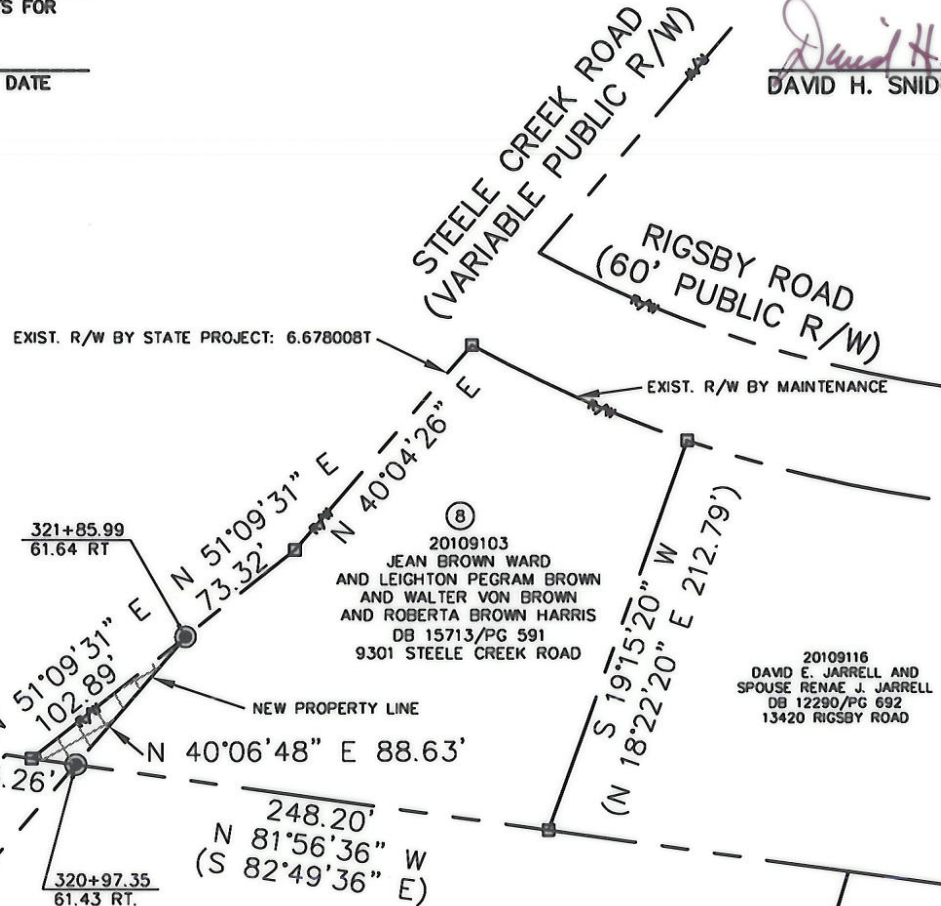 S FOR
DATE
David H.
DAVID H. SNID
STEELE CREEK ROAD
(VARIABLE PUBLIC R/W)
R/W
RIGSBY ROAD
(60' PUBLIC R/W)
R/W
EXIST. R/W BY STATE PROJECT: 6.678008T
EXIST. R/W BY MAINTENANCE
R/W
N 40°04'26" E
R/W
N 51°09'31" E
73.32'
321+85.99
61.64 RT
8
20109103
JEAN BROWN WARD
AND LEIGHTON PEGRAM BROWN
AND WALTER VON BROWN
AND ROBERTA BROWN HARRIS
DB 15713/PG 591
9301 STEELE CREEK ROAD
S 19°15'20" W
(N 18°22'20" E 212.79')
20109116
DAVID E. JARRELL AND
SPOUSE RENAE J. JARRELL
DB 12290/PG 692
13420 RIGSBY ROAD
N 51°09'31" E
102.89'
R/W
NEW PROPERTY LINE
N 40°06'48" E 88.63'
.26'
248.20'
N 81°56'36" W
(S 82°49'36" E)
320+97.35
61.43 RT.